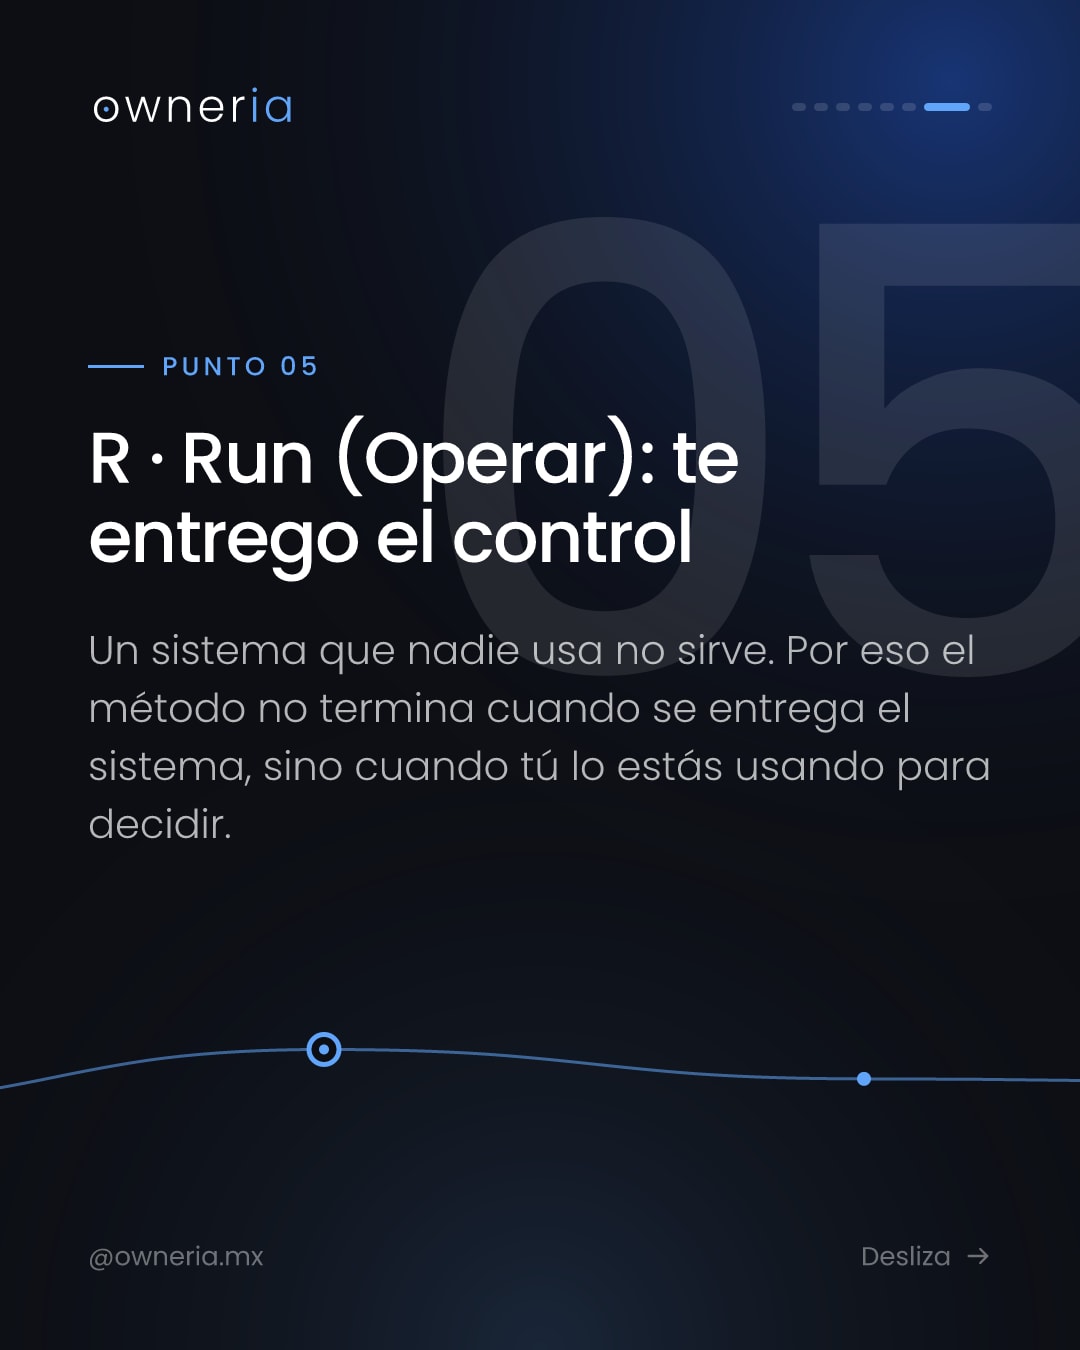 owneria
05
PUNTO 05
R · Run (Operar): te
entrego el control
Un sistema que nadie usa no sirve. Por eso el
método no termina cuando se entrega el
sistema, sino cuando tú lo estás usando para
decidir.
@owneria.mx
Desliza →